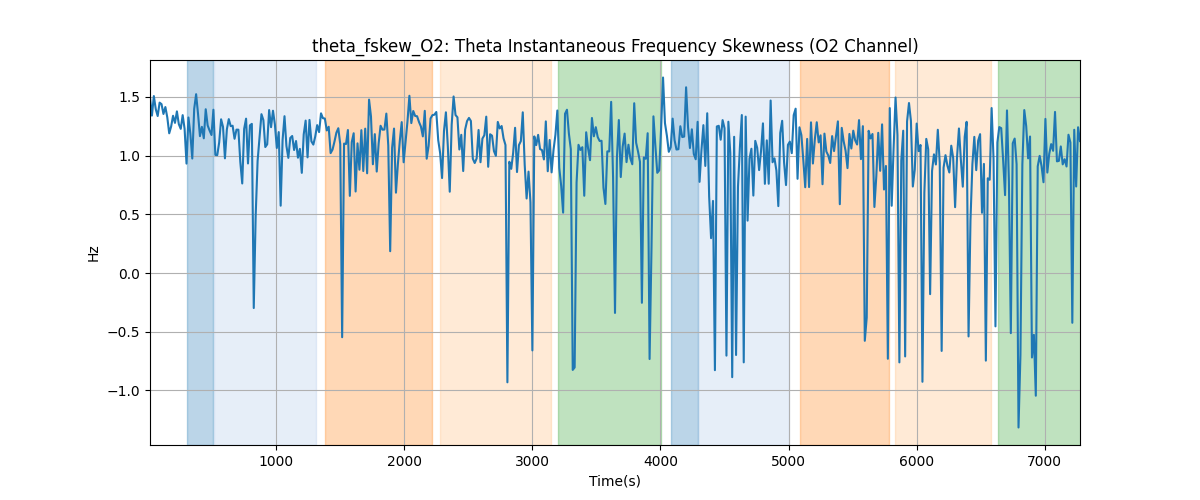 theta_fskew_O2: Theta Instantaneous Frequency Skewness (O2 Channel)
1.5
1.0
0.5
0.0
−0.5
−1.0
Hz
1000 2000 3000 4000 5000 6000 7000
Time(s)